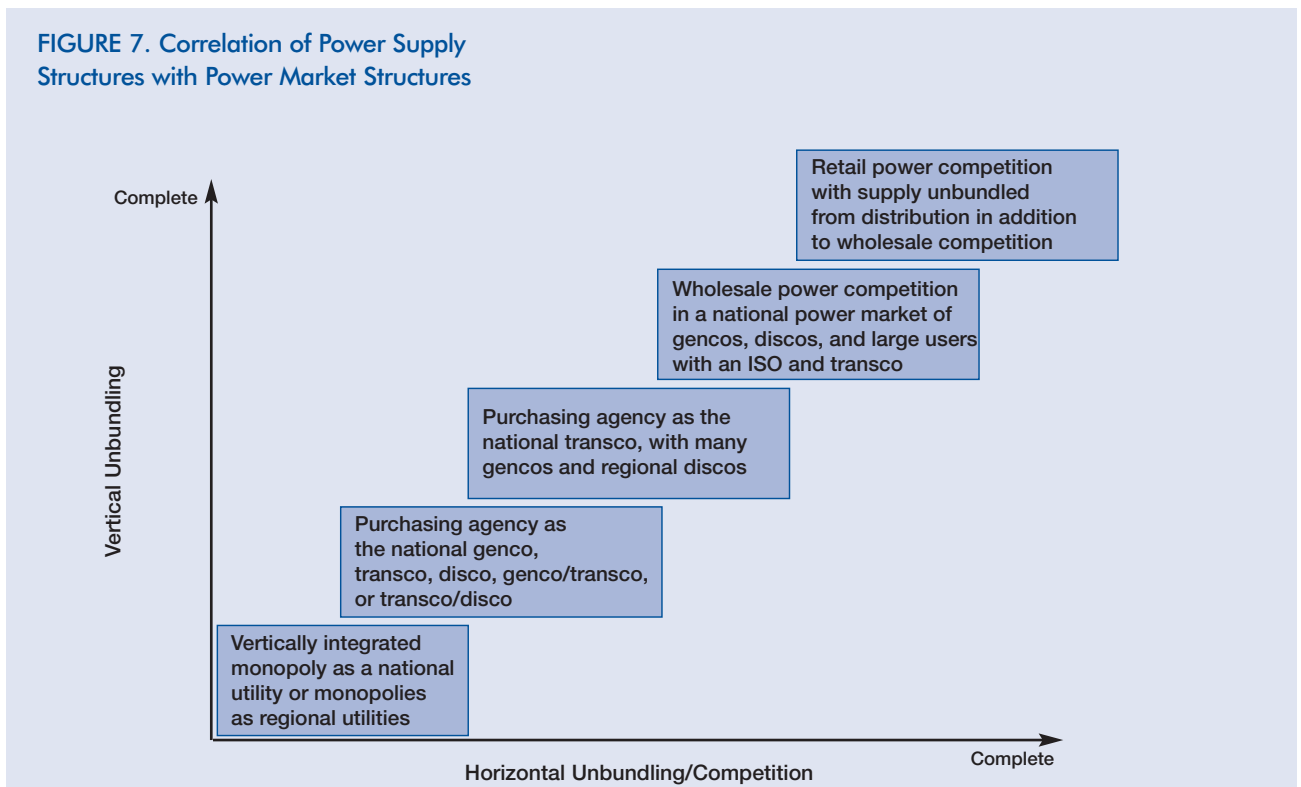 FIGURE 7. Correlation of Power Supply
Structures with Power Market Structures
Complete
Retail power competition
with supply unbundled
from distribution in addition
to wholesale competition
Wholesale power competition
in a national power market of
gencos, discos, and large users
with an ISO and transco
Vertical Unbundling
Purchasing agency as the
national transco, with many
gencos and regional discos
Purchasing agency as
the national genco,
transco, disco, genco/transco,
or transco/disco
Vertically integrated
monopoly as a national
utility or monopolies
as regional utilities
Complete
Horizontal Unbundling/Competition